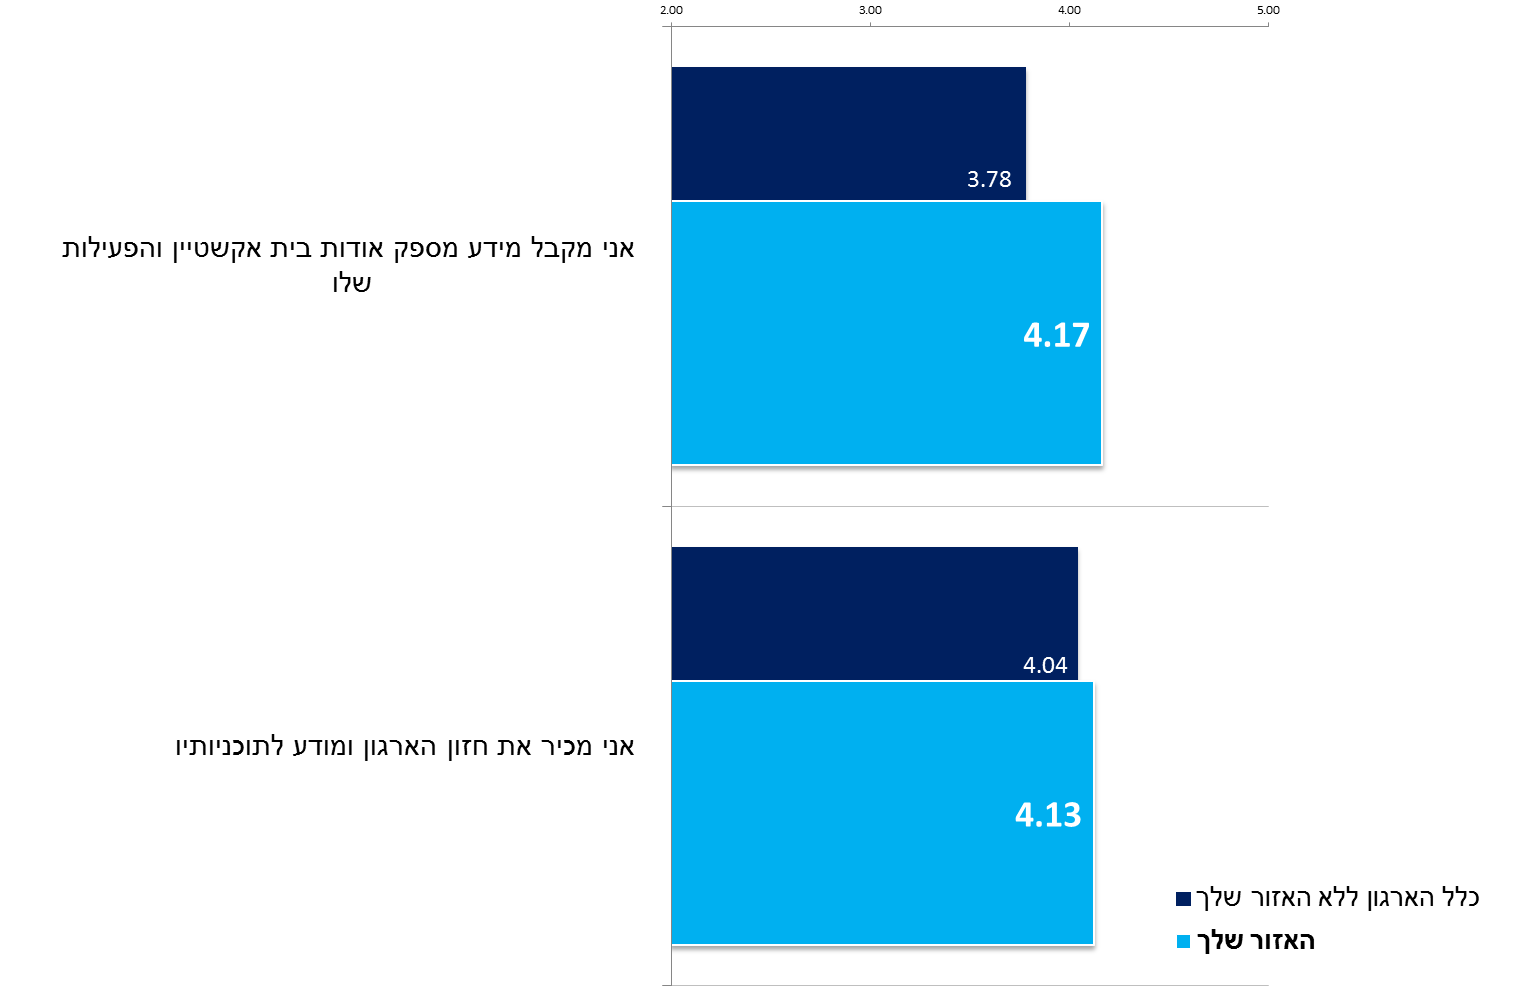 2.00 3.00 4.00 5.00
3.78
אני מקבל מידע מספק אודות בית אקשטיין והפעילות
שלו
4.17
4.04
אני מכיר את חזון הארגון ומודע לתוכניותיו
4.13
כלל הארגון ללא האזור שלך
האזור שלך